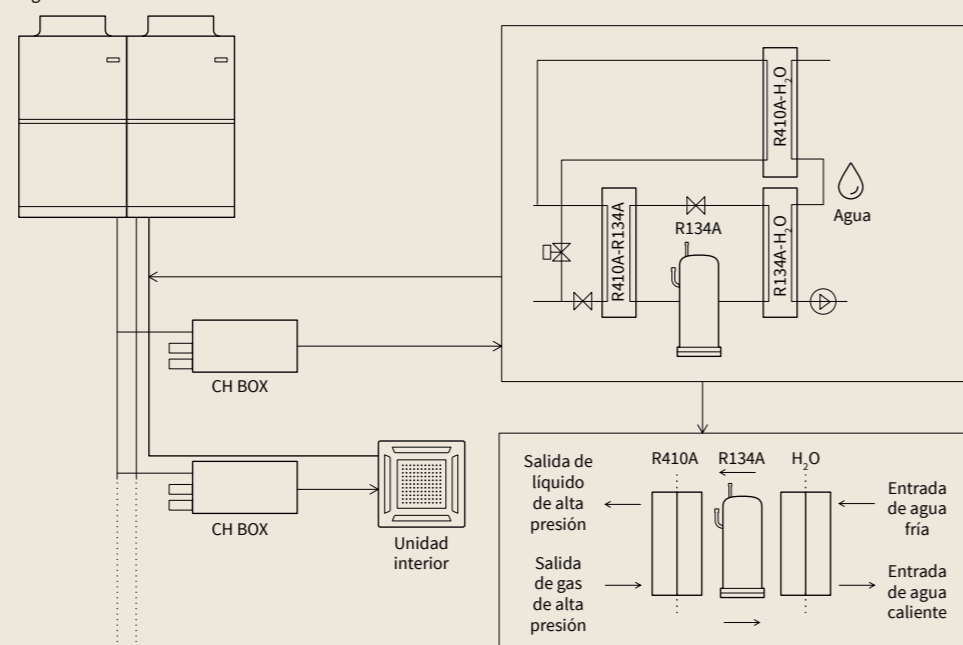 R410A-H₂O
Agua
R134A
R410A-R134A
R134A-H₂O
CH BOX
CH BOX
Unidad
interior
R410A
R134A
H₂O
Salida de
líquido
de alta
presión
Entrada
de agua
fría
Salida
de gas
de alta
presión
Entrada
de agua
caliente